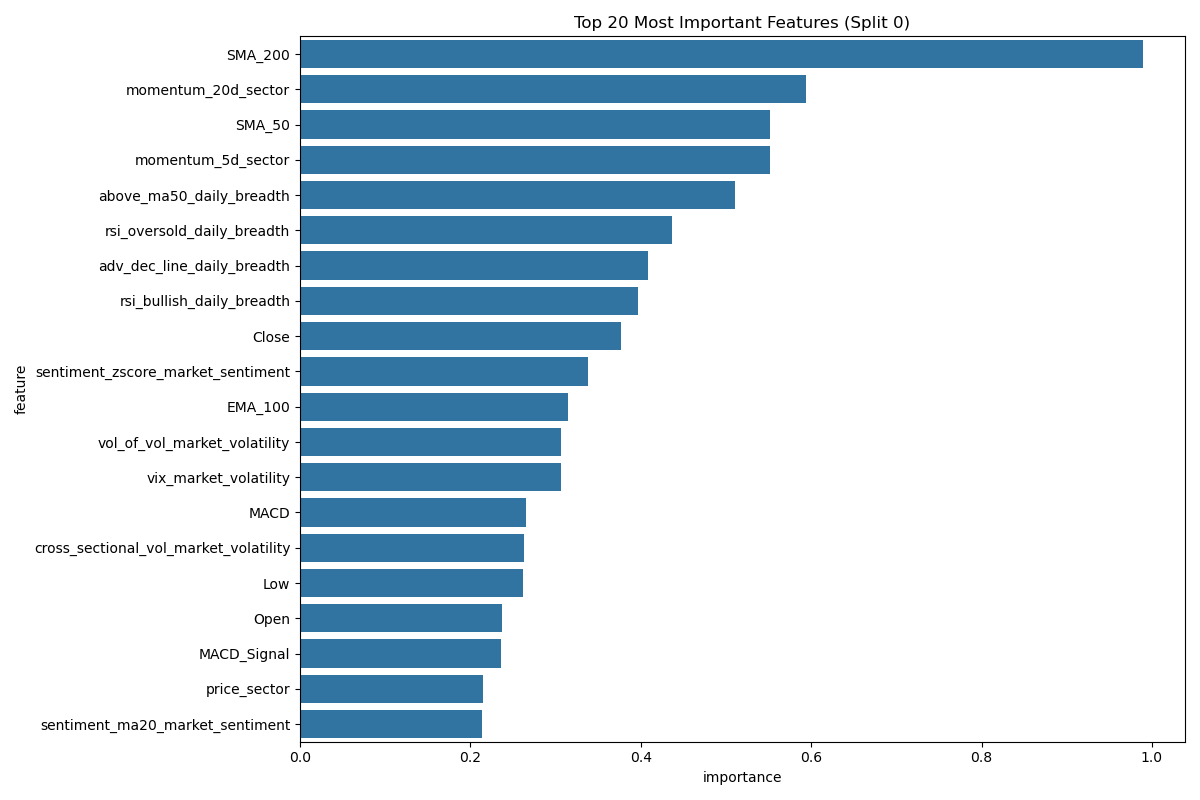 Top 20 Most Important Features (Split 0)
SMA_200
momentum_20d_sector
SMA_50
momentum_5d_sector
above_ma50_daily_breadth
rsi_oversold_daily_breadth
adv_dec_line_daily_breadth
rsi_bullish_daily_breadth
Close
sentiment_zscore_market_sentiment
EMA_100
vol_of_vol_market_volatility
vix_market_volatility
MACD
cross_sectional_vol_market_volatility
Low
Open
MACD_Signal
price_sector
sentiment_ma20_market_sentiment
feature
0.0 0.2 0.4 0.6 0.8 1.0
importance